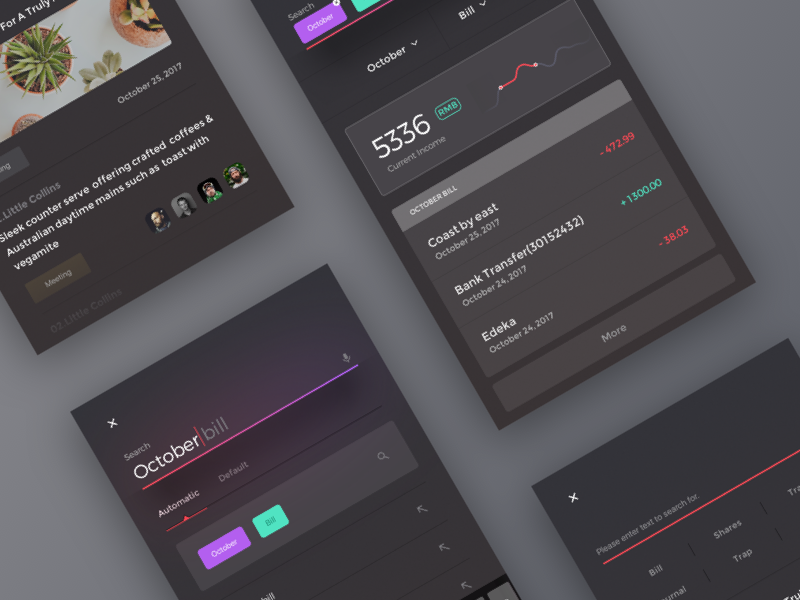 For A Truly
October 25, 2017
Little Collins
Sleek counter serve offering crafted coffees &
Australian daytime mains such as toast with
vegamite
Meeting
02.Little Collins
Search
October
October
Bill
5336 RMB
Current Income
OCTOBER BILL
Coast by east
October 25, 2017
- 472.99
Bank Transfer(30152432)
October 24, 2017
+ 1300.00
Edeka
October 24, 2017
- 38.03
More
Search
October bill
Automatic
Default
October
Bill
bill
Please enter text to search for.
Bill
Shares
Trap